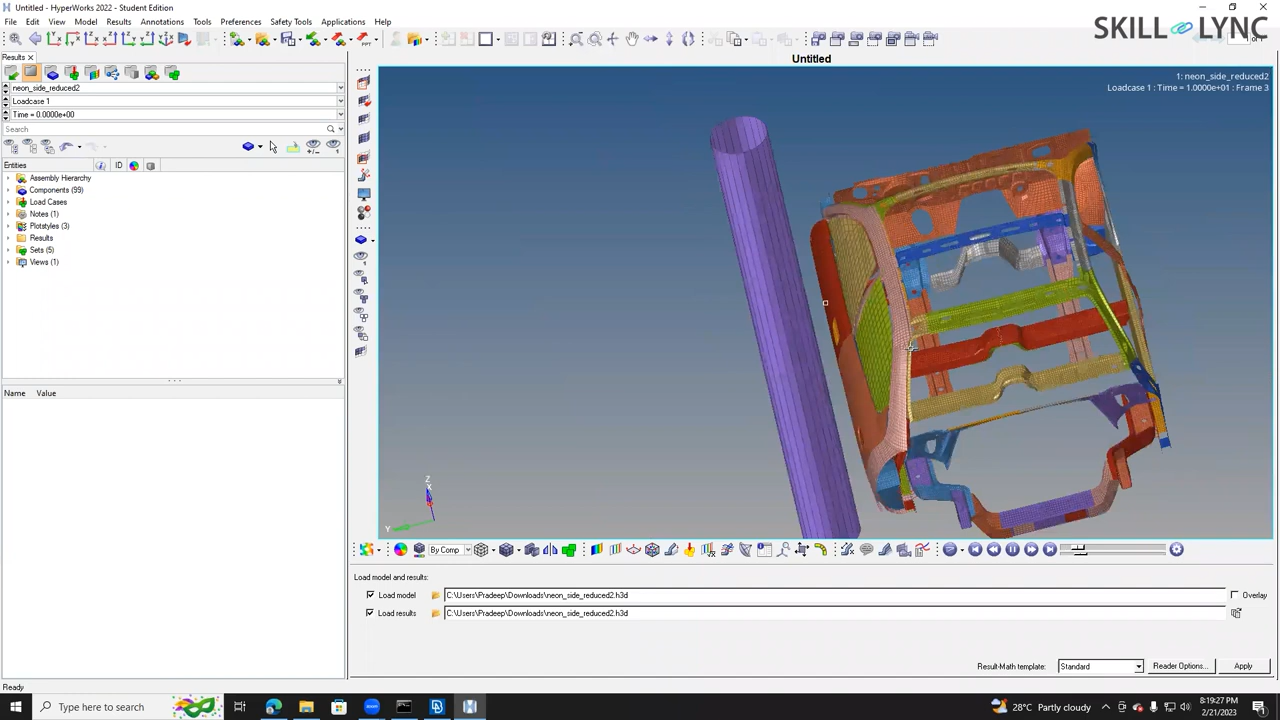 Untitled - HyperWorks 2022 - Student Edition
File Edit View Model Results Annotations Tools Preferences Safety Tools Applications Help
SKILL LYNC
Results
Untitled
neon_side_reduced2
1: neon_side_reduced2
Loadcase 1
Loadcase 1 : Time = 1.0000e+01 : Frame 3
Time = 0.0000e+00
Search
Entities ID
Assembly Hierarchy
Components (99)
Load Cases
Notes (1)
Plotstyles (3)
Results
Sets (5)
Views (1)
Name Value
Z
X
Y
By Comp
Load model and results:
Load model C:\Users\Pradeep\Downloads\neon_side_reduced2.h3d Overlay
Load results C:\Users\Pradeep\Downloads\neon_side_reduced2.h3d
Result-Math template: Standard Reader Options... Apply
Ready
Type here to search
28°C Partly cloudy
8:19:27 PM
2/21/2023